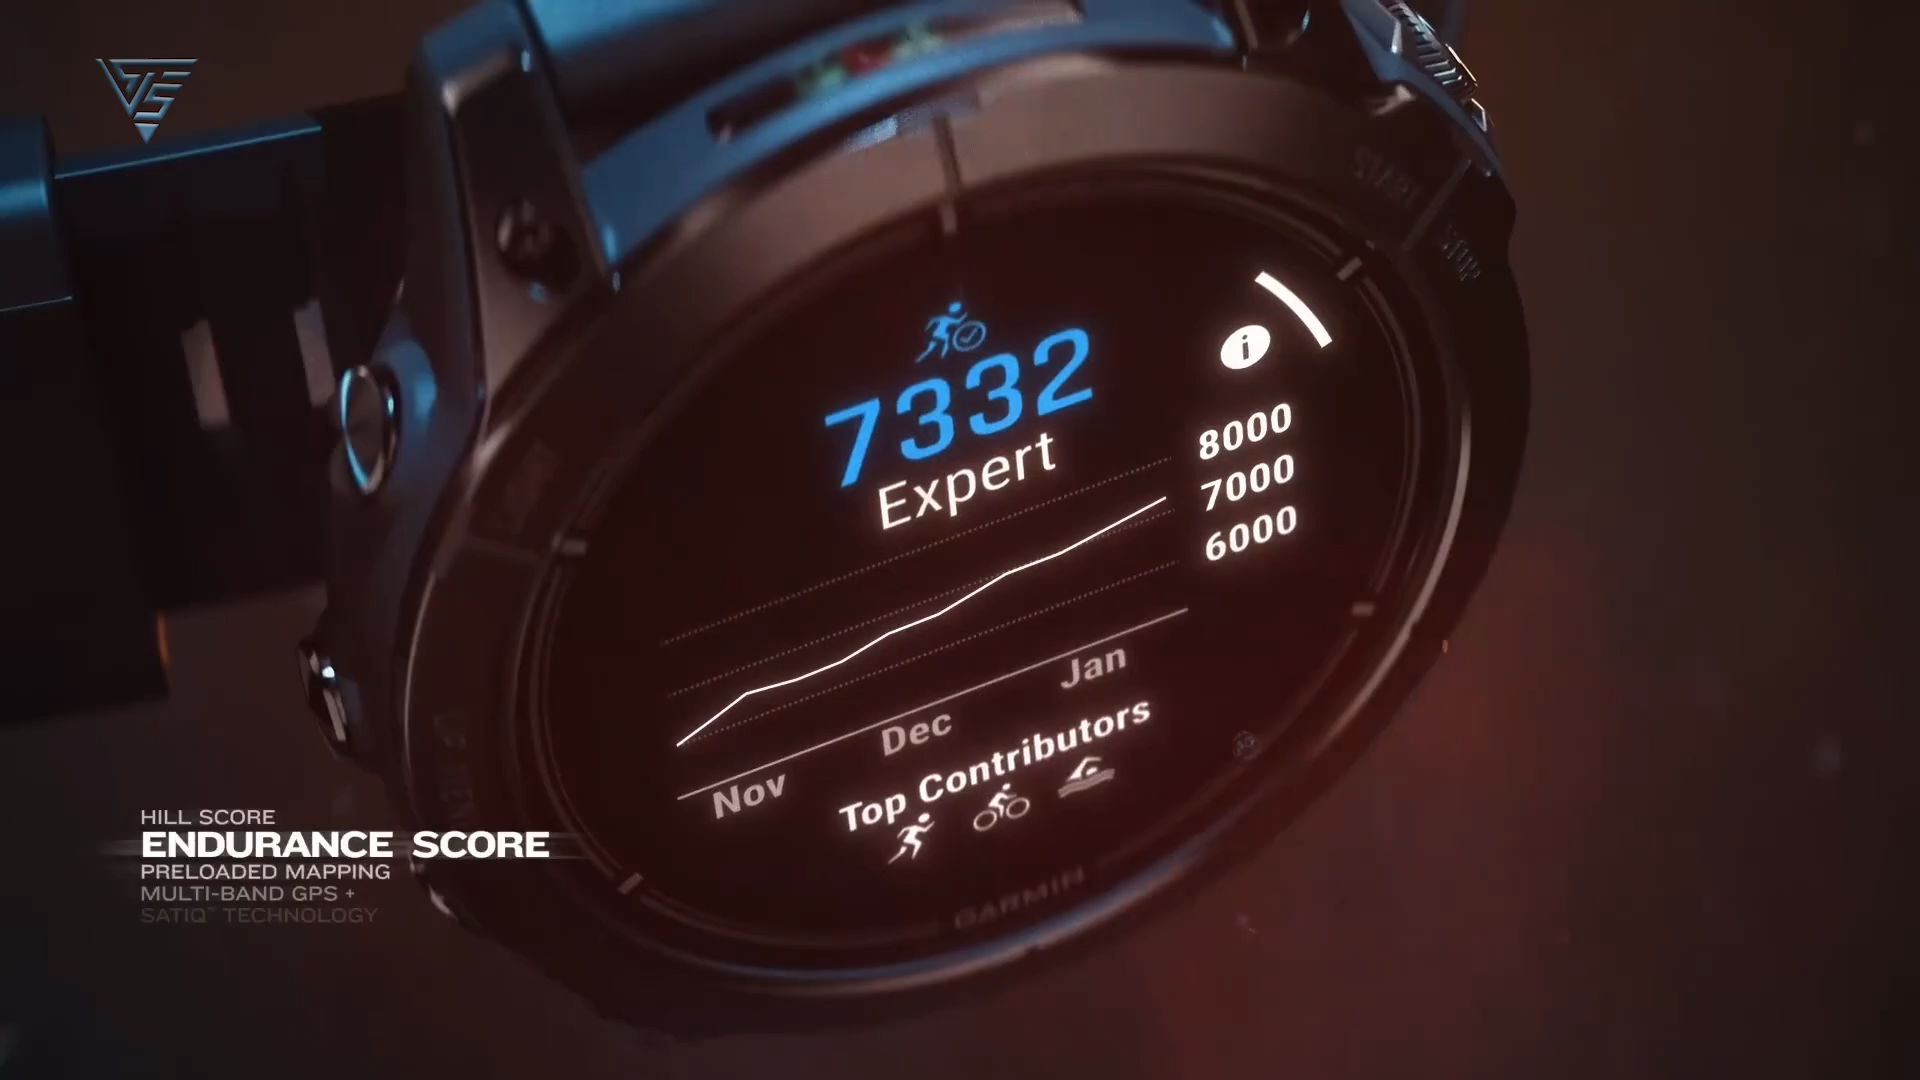 START
STOP
7332
Expert
8000
7000
6000
Nov
Dec
Jan
Top Contributors
GARMIN
HILL SCORE
ENDURANCE SCORE
PRELOADED MAPPING
MULTI-BAND GPS +
SATIQ™ TECHNOLOGY